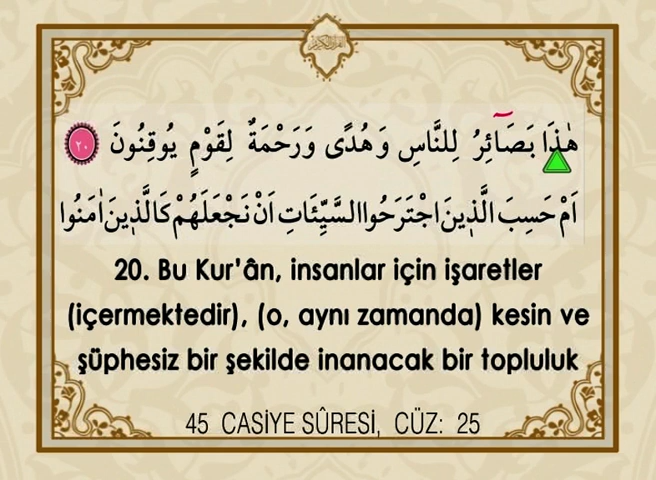 هٰذَا بَصَٓائِرُ لِلنَّاسِ وَهُدًى وَرَحْمَةٌ لِقَوْمٍ يُوقِنُونَ ٢٠
اَمْ حَسِبَ الَّذ۪ينَ اجْتَرَحُوا السَّيِّئَاتِ اَنْ نَجْعَلَهُمْ كَالَّذ۪ينَ اٰمَنُوا
20. Bu Kur'ân, insanlar için işaretler
(içermektedir), (o, aynı zamanda) kesin ve
şüphesiz bir şekilde inanacak bir topluluk
45 CASİYE SÛRESİ, CÜZ: 25